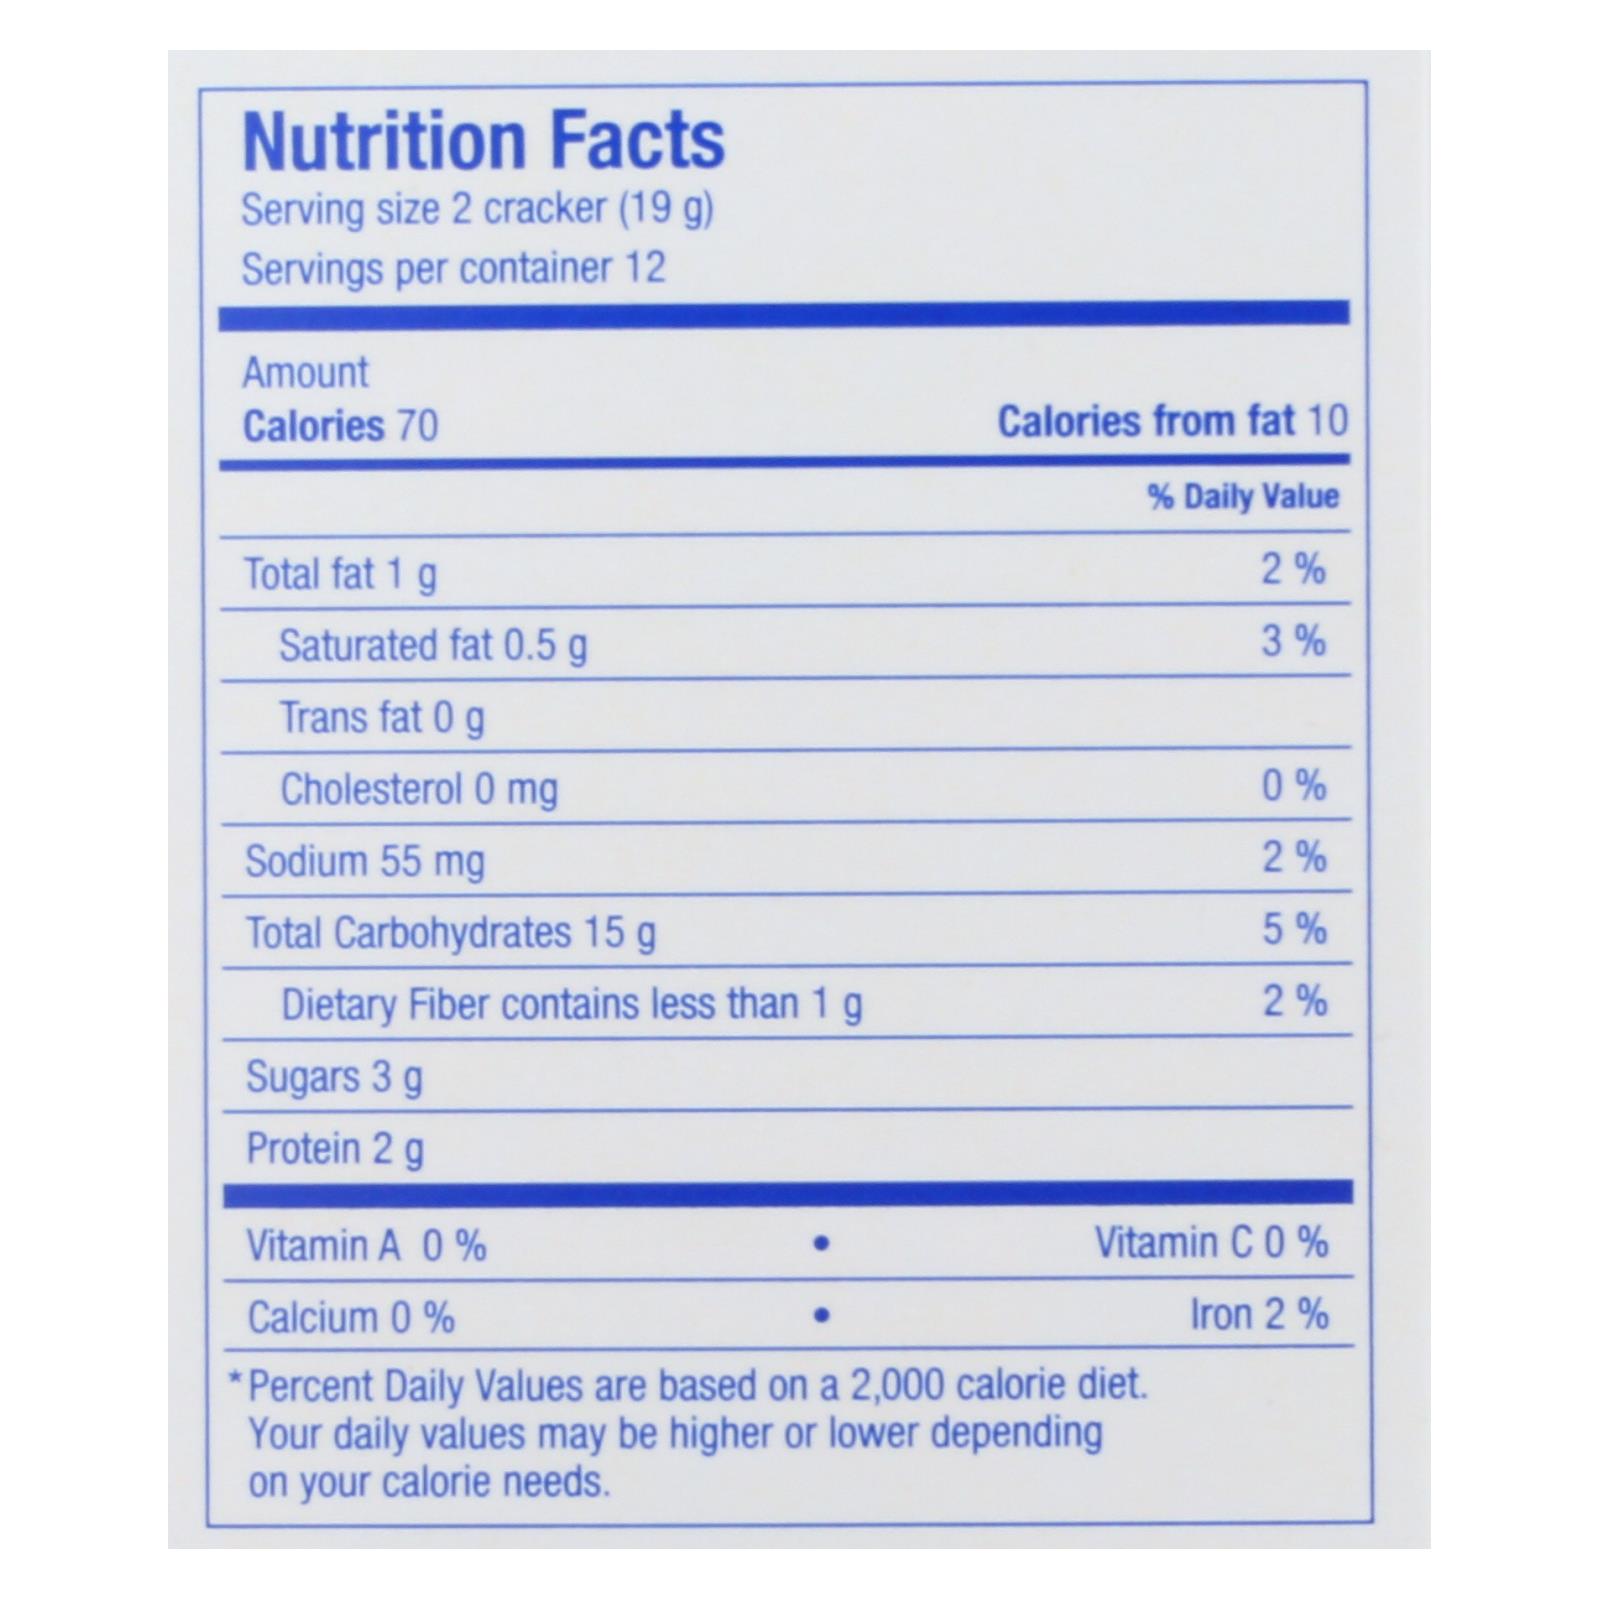 Nutrition Facts
Serving size 2 cracker (19 g)
Servings per container 12
Amount
Calories 70 Calories from fat 10
% Daily Value
Total fat 1 g 2 %
Saturated fat 0.5 g 3 %
Trans fat 0 g
Cholesterol 0 mg 0 %
Sodium 55 mg 2 %
Total Carbohydrates 15 g 5 %
Dietary Fiber contains less than 1 g 2 %
Sugars 3 g
Protein 2 g
Vitamin A 0 % • Vitamin C 0 %
Calcium 0 % • Iron 2 %
*Percent Daily Values are based on a 2,000 calorie diet.
Your daily values may be higher or lower depending
on your calorie needs.